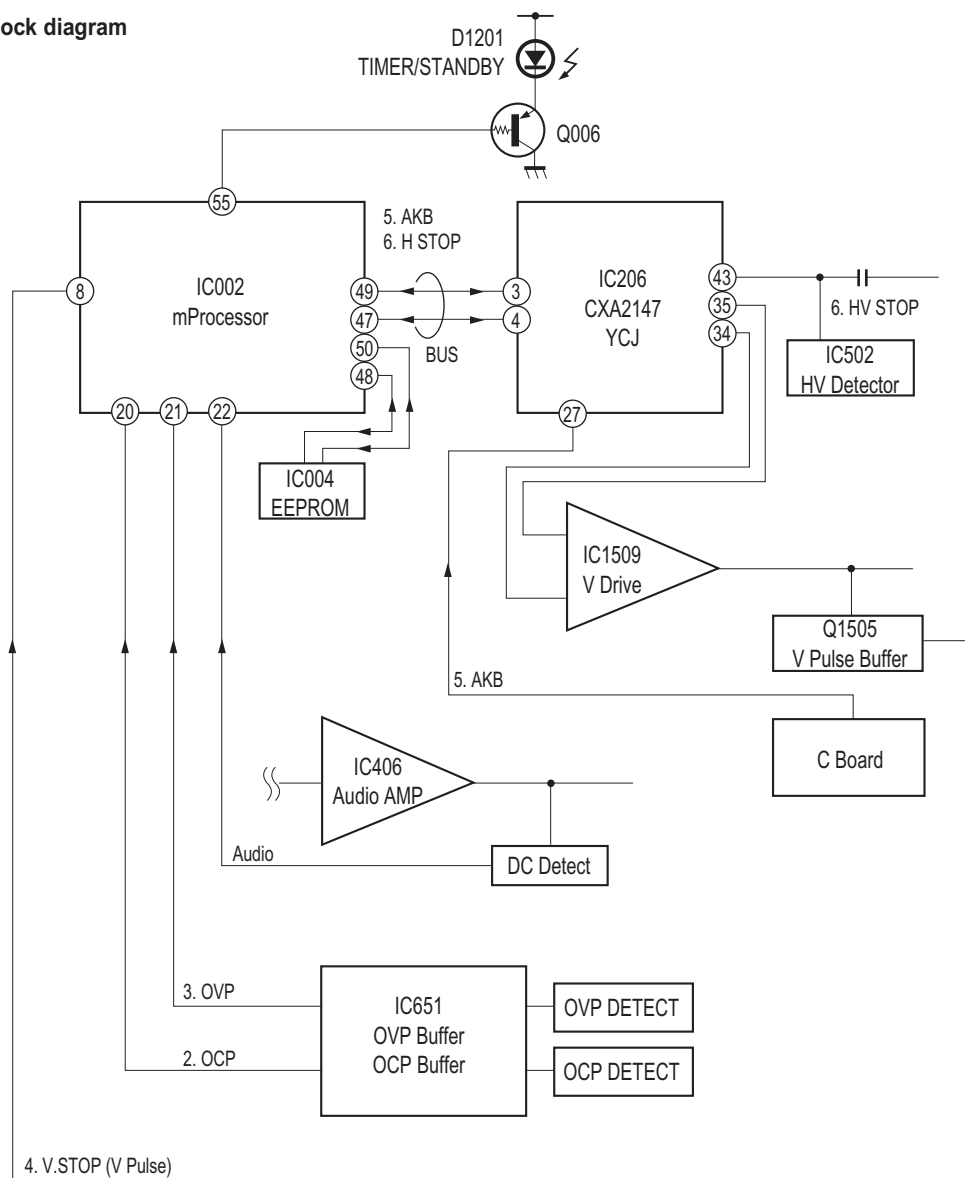 ock diagram
D1201
TIMER/STANDBY
Q006
55
5. AKB
6. H STOP
8
IC002
mProcessor
49
47
50
48
BUS
3
4
IC206
CXA2147
YCJ
43
35
34
6. HV STOP
IC502
HV Detector
20
21
22
27
IC004
EEPROM
IC1509
V Drive
Q1505
V Pulse Buffer
5. AKB
C Board
IC406
Audio AMP
Audio
DC Detect
3. OVP
2. OCP
IC651
OVP Buffer
OCP Buffer
OVP DETECT
OCP DETECT
4. V.STOP (V Pulse)